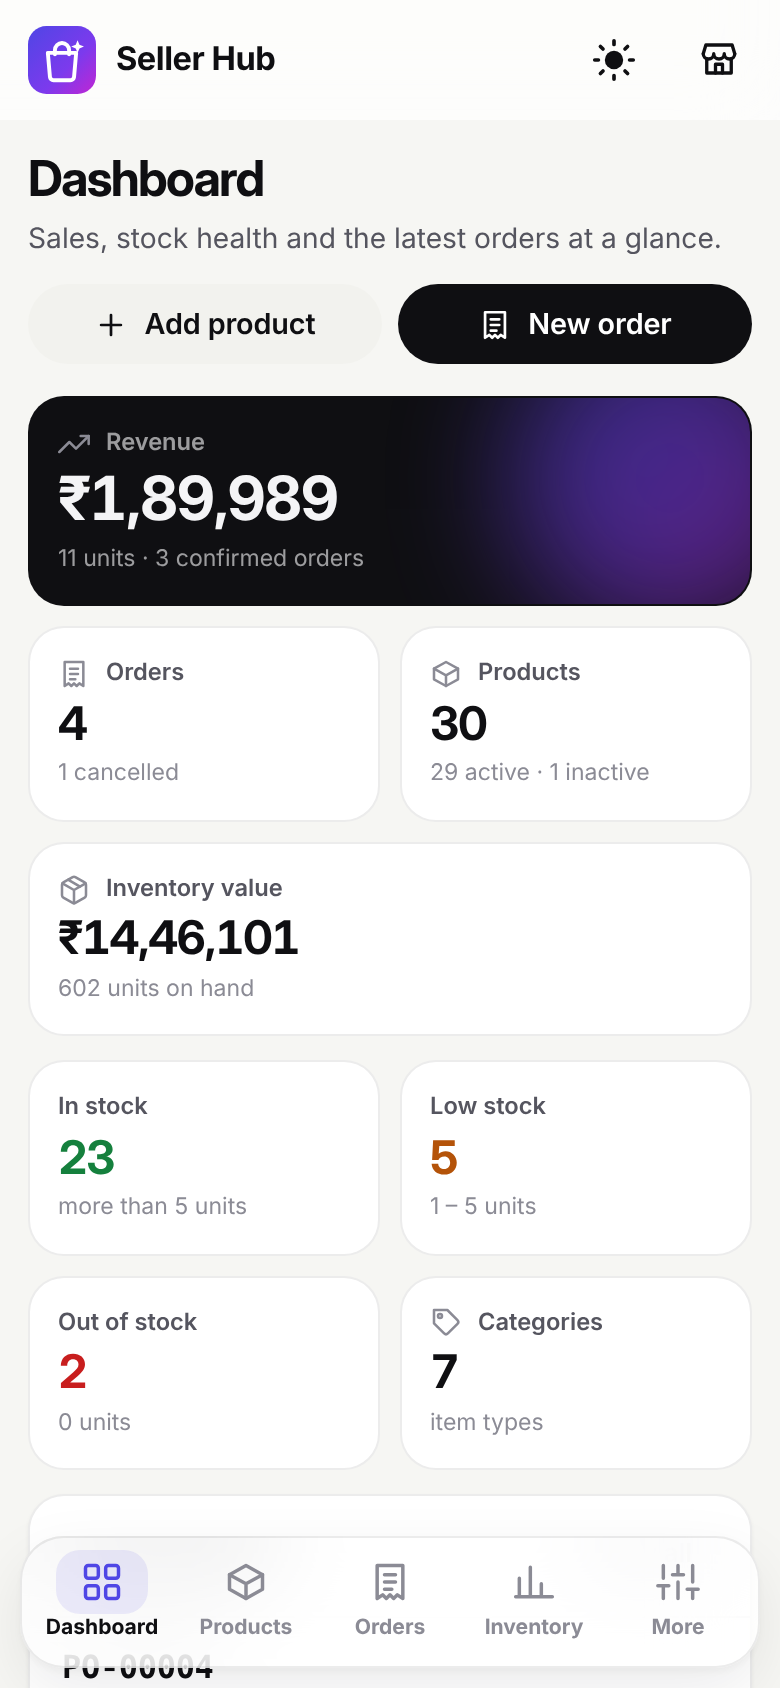 Seller Hub
Dashboard
Sales, stock health and the latest orders at a glance.
Add product
New order
Revenue
₹1,89,989
11 units · 3 confirmed orders
Orders
4
1 cancelled
Products
30
29 active · 1 inactive
Inventory value
₹14,46,101
602 units on hand
In stock
23
more than 5 units
Low stock
5
1 – 5 units
Out of stock
2
0 units
Categories
7
item types
Dashboard
Products
Orders
Inventory
More
PO-00004